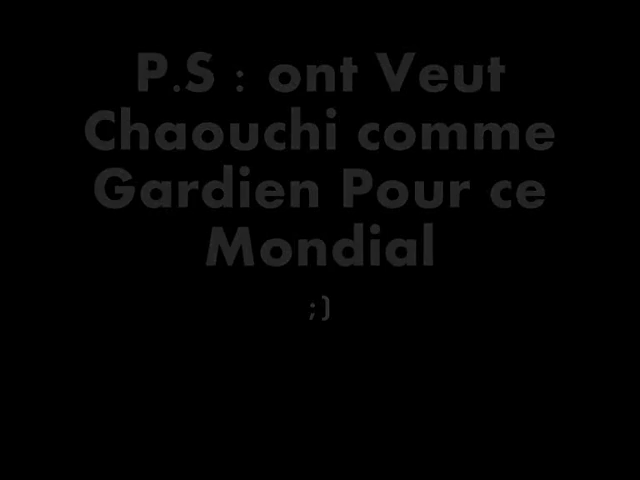 P.S : ont Veut
Chaouchi comme
Gardien Pour ce
Mondial
;)